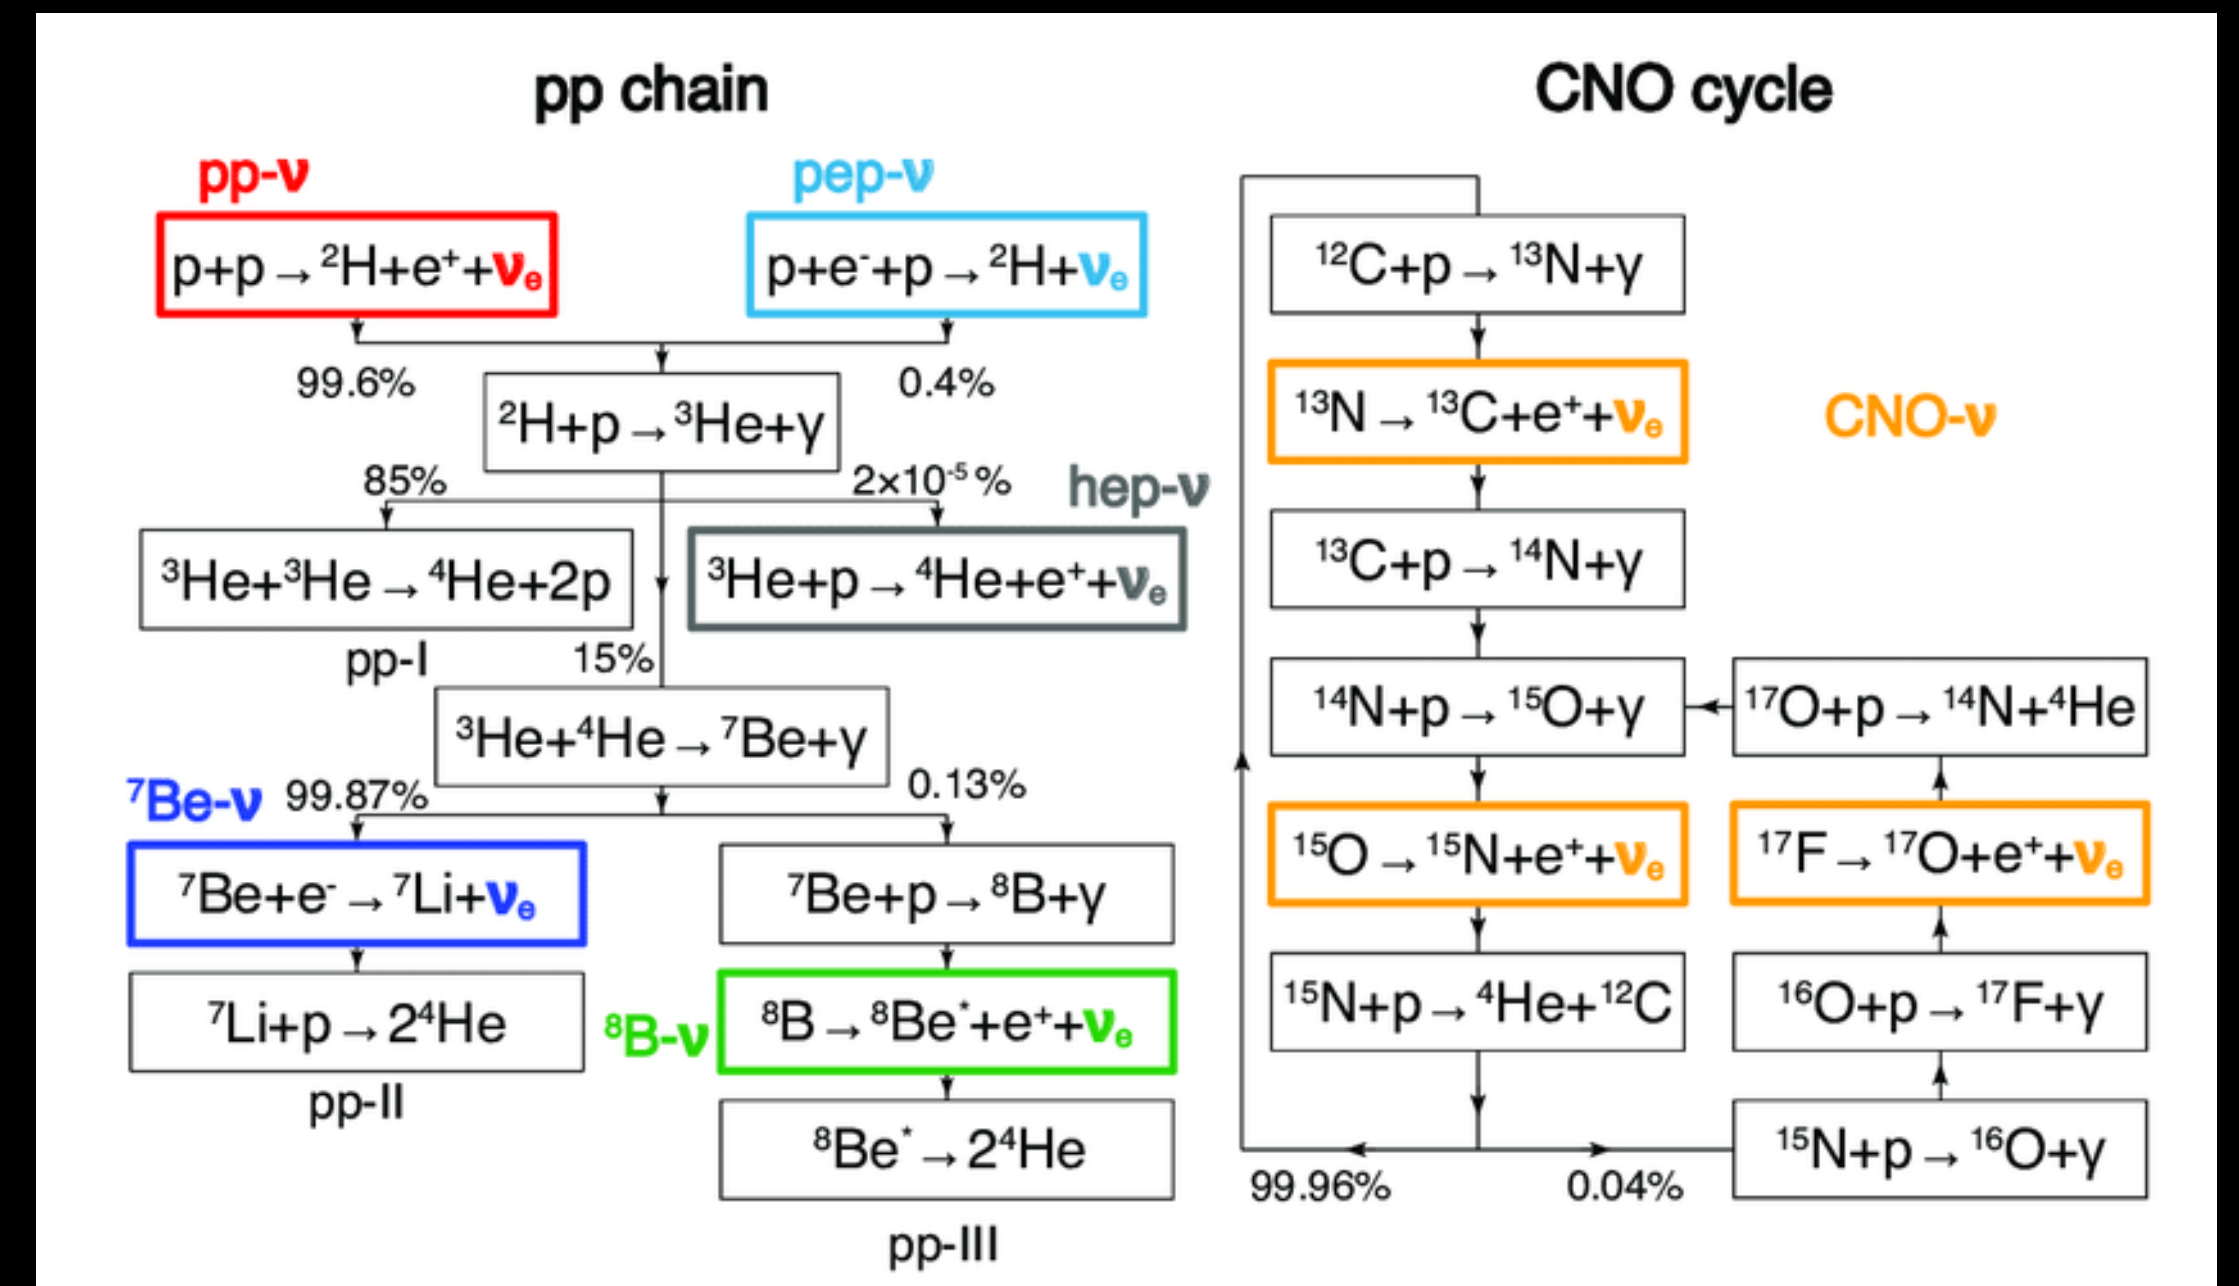 pp chain
pp-ν
pep-ν
p+p → ²H+e⁺+νₑ
p+e⁻+p → ²H+νₑ
99.6%
0.4%
²H+p → ³He+γ
85%
2×10⁻⁵ %
hep-ν
³He+³He → ⁴He+2p
³He+p → ⁴He+e⁺+νₑ
pp-I
15%
³He+⁴He → ⁷Be+γ
⁷Be-ν
99.87%
0.13%
⁷Be+e⁻ → ⁷Li+νₑ
⁷Be+p → ⁸B+γ
⁷Li+p → 2⁴He
⁸B-ν
⁸B → ⁸Be*+e⁺+νₑ
pp-II
⁸Be* → 2⁴He
pp-III
CNO cycle
¹²C+p → ¹³N+γ
¹³N → ¹³C+e⁺+νₑ
CNO-ν
¹³C+p → ¹⁴N+γ
¹⁴N+p → ¹⁵O+γ
¹⁷O+p → ¹⁴N+⁴He
¹⁵O → ¹⁵N+e⁺+νₑ
¹⁷F → ¹⁷O+e⁺+νₑ
¹⁵N+p → ⁴He+¹²C
¹⁶O+p → ¹⁷F+γ
¹⁵N+p → ¹⁶O+γ
99.96%
0.04%